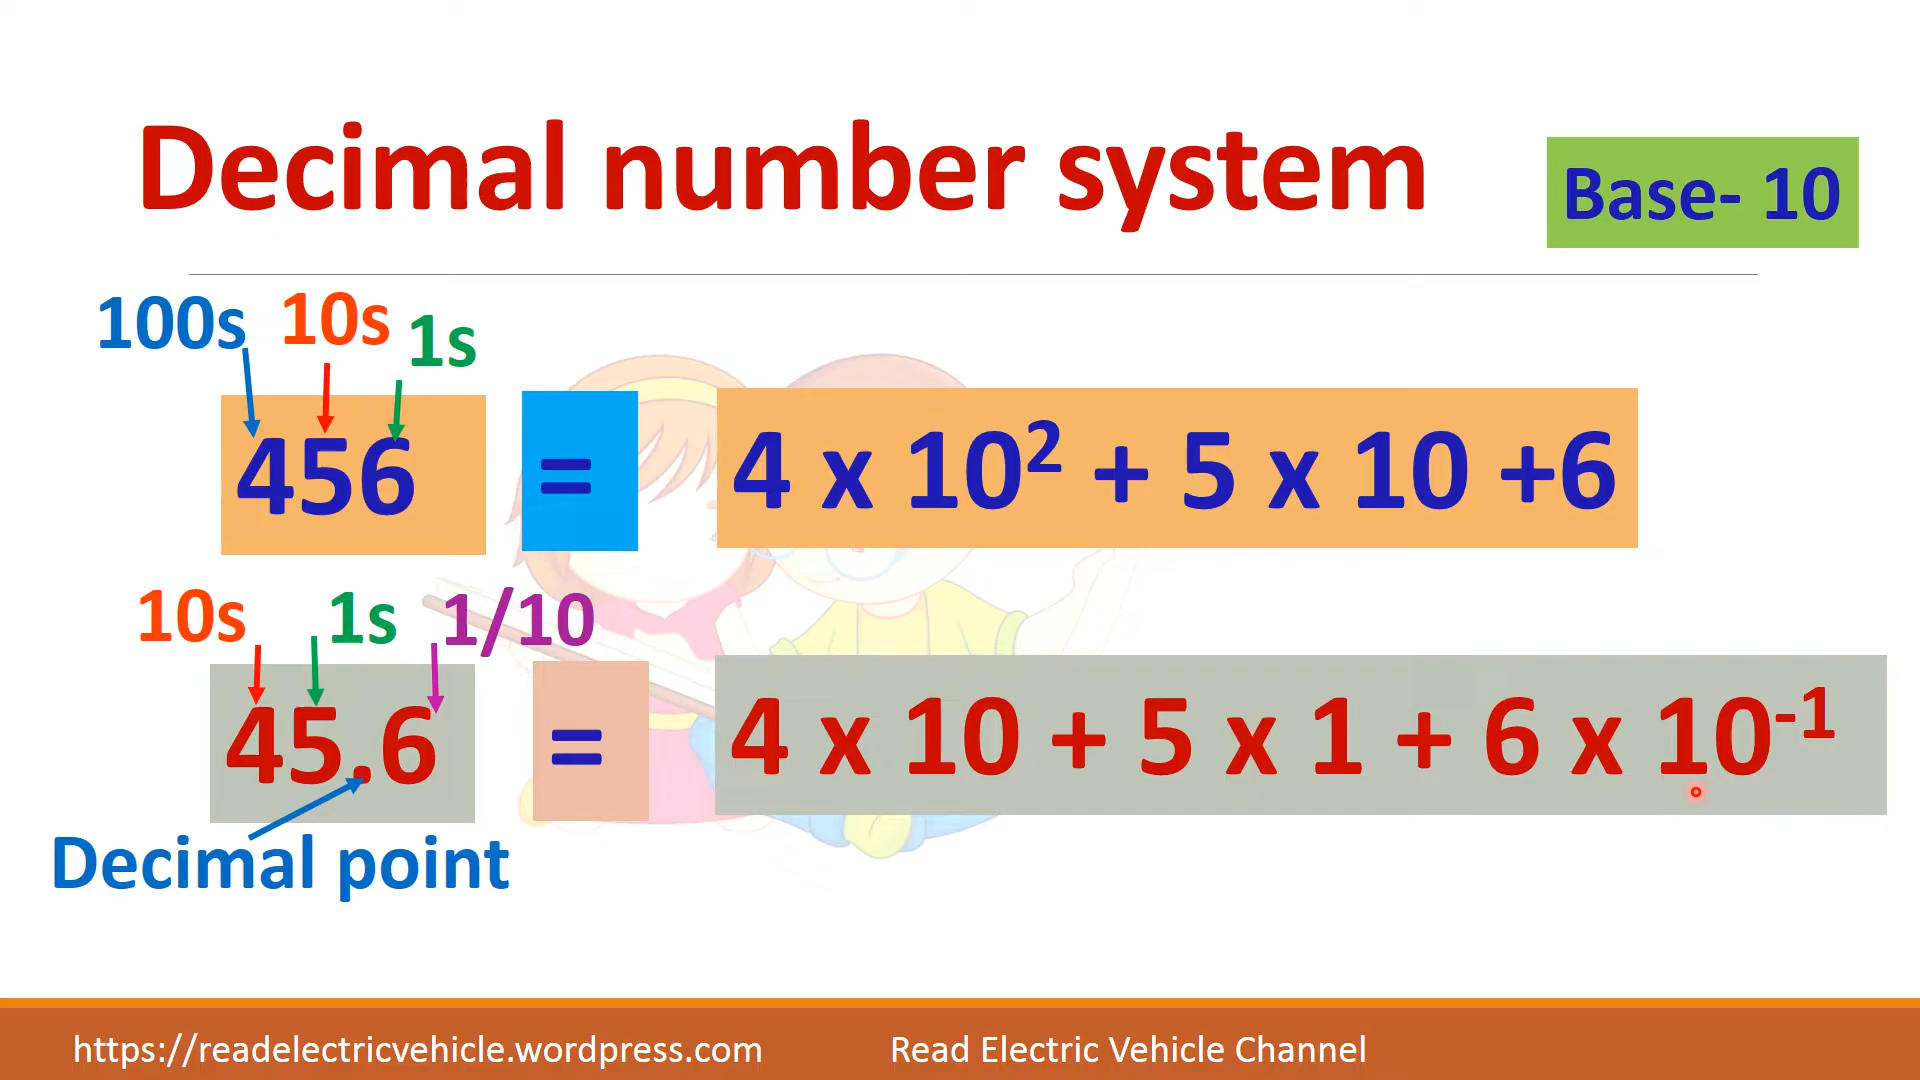 Decimal number system
Base- 10
100s 10s 1s
456 = 4 x 10² + 5 x 10 +6
10s 1s 1/10
45.6 = 4 x 10 + 5 x 1 + 6 x 10⁻¹
Decimal point
https://readelectricvehicle.wordpress.com Read Electric Vehicle Channel